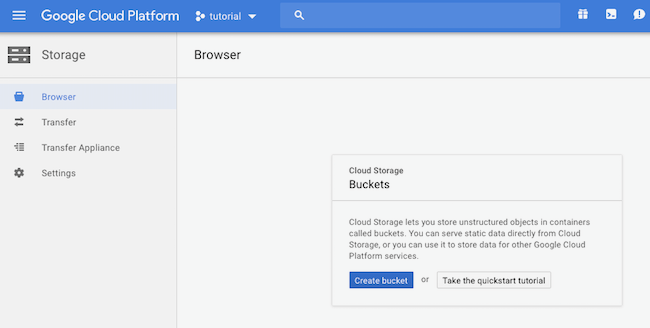 Google Cloud Platform
tutorial
Storage
Browser
Browser
Transfer
Transfer Appliance
Settings
Cloud Storage
Buckets
Cloud Storage lets you store unstructured objects in containers
called buckets. You can serve static data directly from Cloud
Storage, or you can use it to store data for other Google Cloud
Platform services.
Create bucket or Take the quickstart tutorial